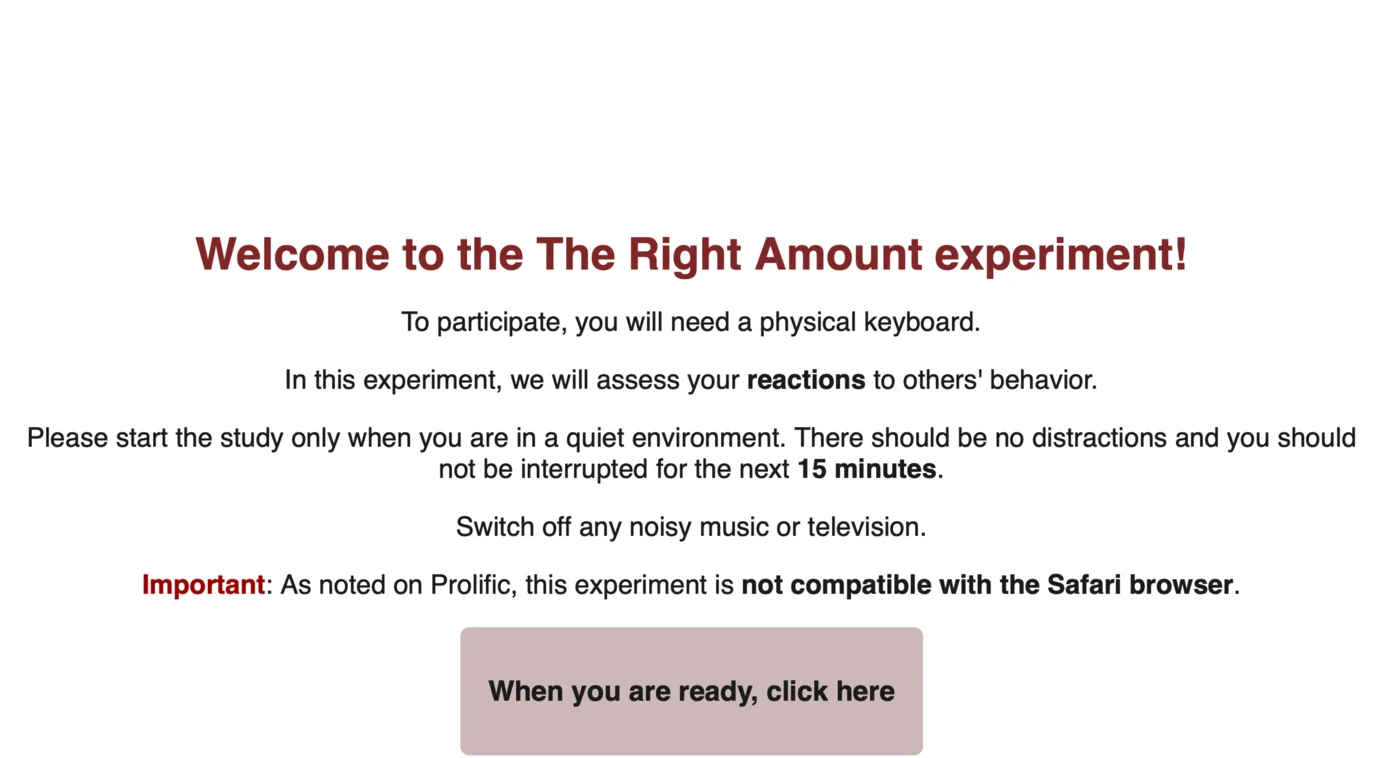 Welcome to the The Right Amount experiment!
To participate, you will need a physical keyboard.
In this experiment, we will assess your reactions to others' behavior.
Please start the study only when you are in a quiet environment. There should be no distractions and you should
not be interrupted for the next 15 minutes.
Switch off any noisy music or television.
Important: As noted on Prolific, this experiment is not compatible with the Safari browser.
When you are ready, click here